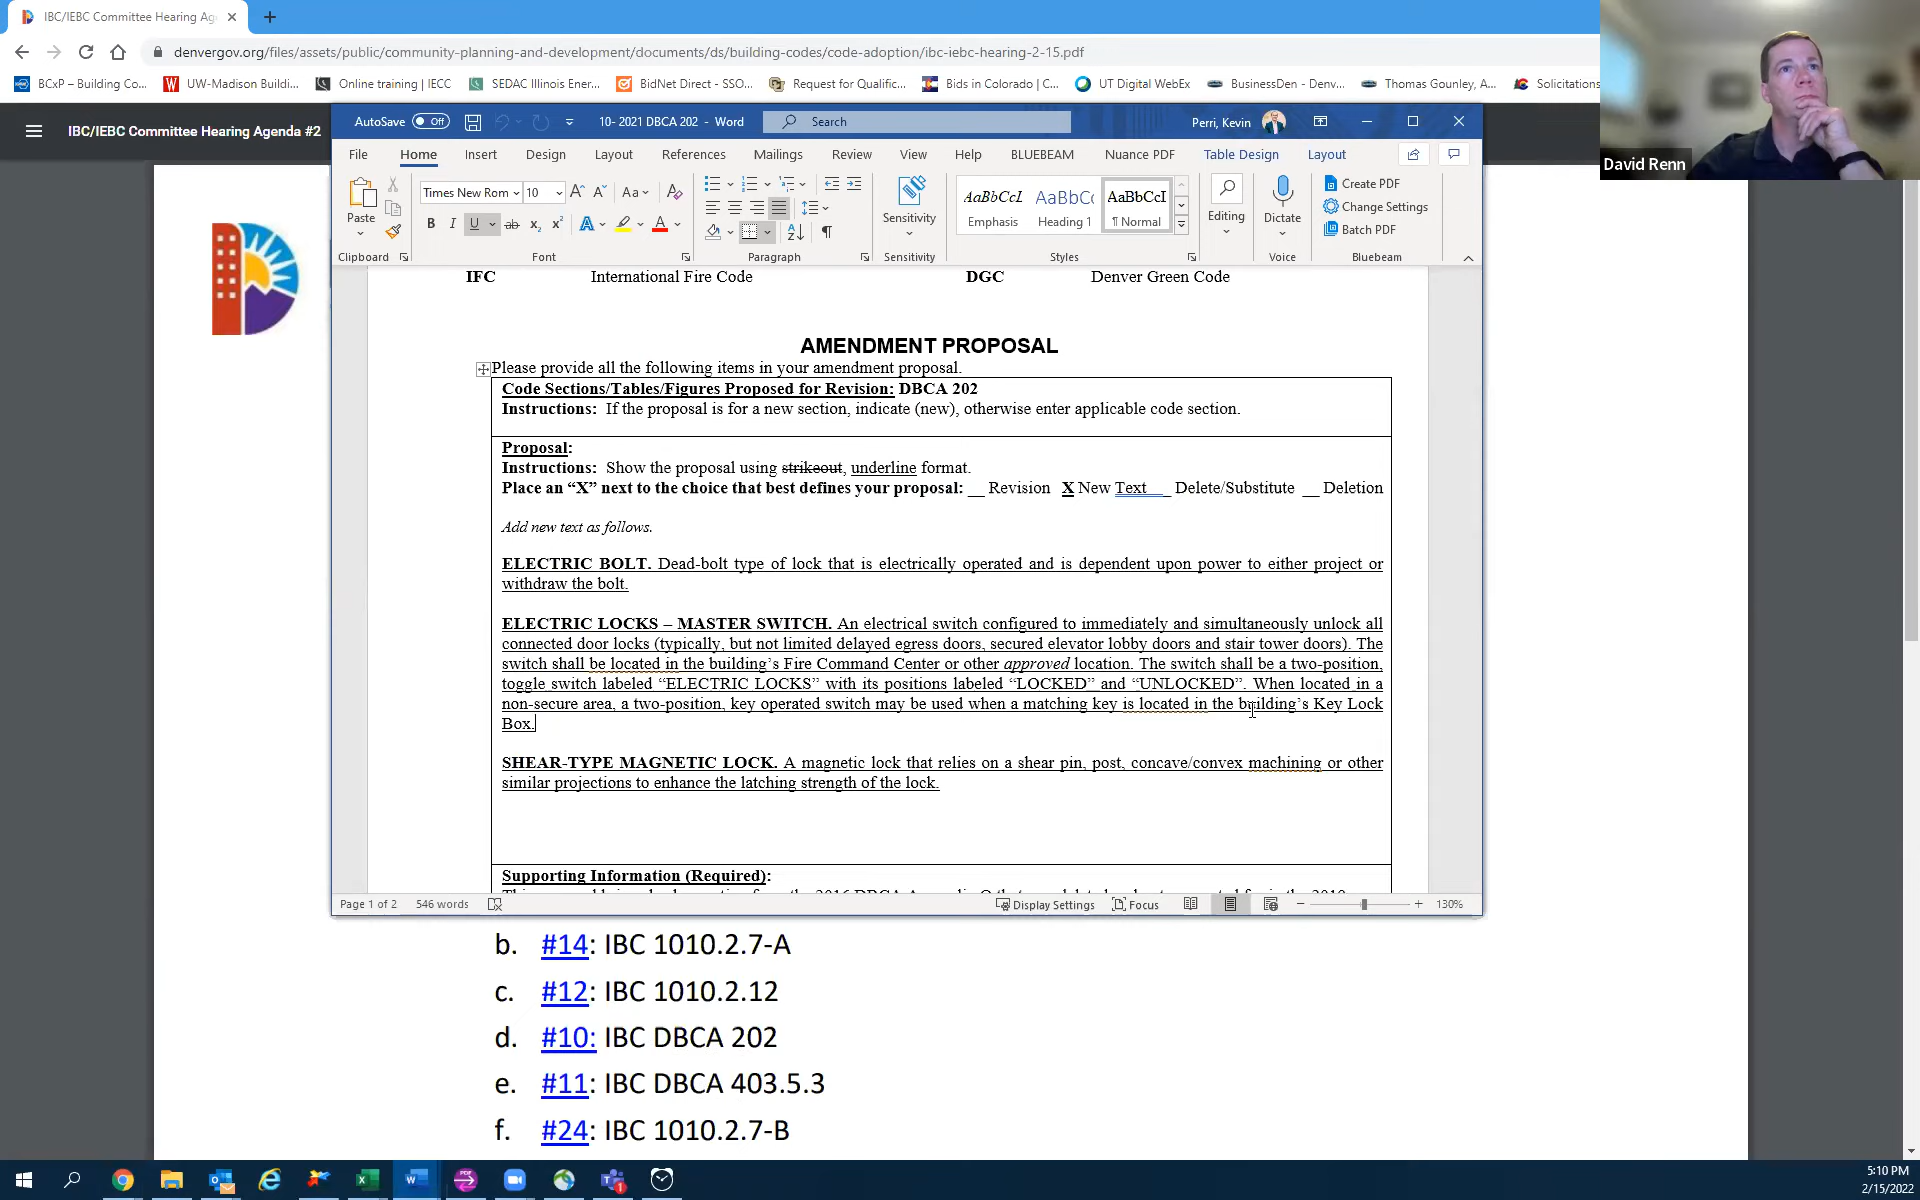 IBC/IEBC Committee Hearing Ag
denvergov.org/files/assets/public/community-planning-and-development/documents/ds/building-codes/code-adoption/ibc-iebc-hearing-2-15.pdf
BCxP – Building Co...
UW-Madison Buildi...
Online training | IECC
SEDAC Illinois Ener...
BidNet Direct - SSO...
Request for Qualific...
Bids in Colorado | C...
UT Digital WebEx
BusinessDen - Denv...
Thomas Gounley, A...
Solicitations
David Renn
IBC/IEBC Committee Hearing Agenda #2
AutoSave Off
10- 2021 DBCA 202 - Word
Search
Perri, Kevin
File Home Insert Design Layout References Mailings Review View Help BLUEBEAM Nuance PDF Table Design Layout
Paste
Times New Rom 10
Aa
B I U ab x₂ x² A A
AaBbCcI AaBbC AaBbCcI
Emphasis Heading 1 ¶ Normal
Sensitivity
Editing
Dictate
Create PDF
Change Settings
Batch PDF
Clipboard Font Paragraph Sensitivity Styles Voice Bluebeam
IFC International Fire Code DGC Denver Green Code
AMENDMENT PROPOSAL
Please provide all the following items in your amendment proposal.
Code Sections/Tables/Figures Proposed for Revision: DBCA 202
Instructions: If the proposal is for a new section, indicate (new), otherwise enter applicable code section.
Proposal:
Instructions: Show the proposal using strikeout, underline format.
Place an “X” next to the choice that best defines your proposal: __ Revision X New Text___ Delete/Substitute __ Deletion
Add new text as follows.
ELECTRIC BOLT. Dead-bolt type of lock that is electrically operated and is dependent upon power to either project or
withdraw the bolt.
ELECTRIC LOCKS – MASTER SWITCH. An electrical switch configured to immediately and simultaneously unlock all
connected door locks (typically, but not limited delayed egress doors, secured elevator lobby doors and stair tower doors). The
switch shall be located in the building’s Fire Command Center or other approved location. The switch shall be a two-position,
toggle switch labeled “ELECTRIC LOCKS” with its positions labeled “LOCKED” and “UNLOCKED”. When located in a
non-secure area, a two-position, key operated switch may be used when a matching key is located in the building’s Key Lock
Box.
SHEAR-TYPE MAGNETIC LOCK. A magnetic lock that relies on a shear pin, post, concave/convex machining or other
similar projections to enhance the latching strength of the lock.
Supporting Information (Required):
Page 1 of 2 546 words Display Settings Focus 130%
b. #14: IBC 1010.2.7-A
c. #12: IBC 1010.2.12
d. #10: IBC DBCA 202
e. #11: IBC DBCA 403.5.3
f. #24: IBC 1010.2.7-B
5:10 PM
2/15/2022